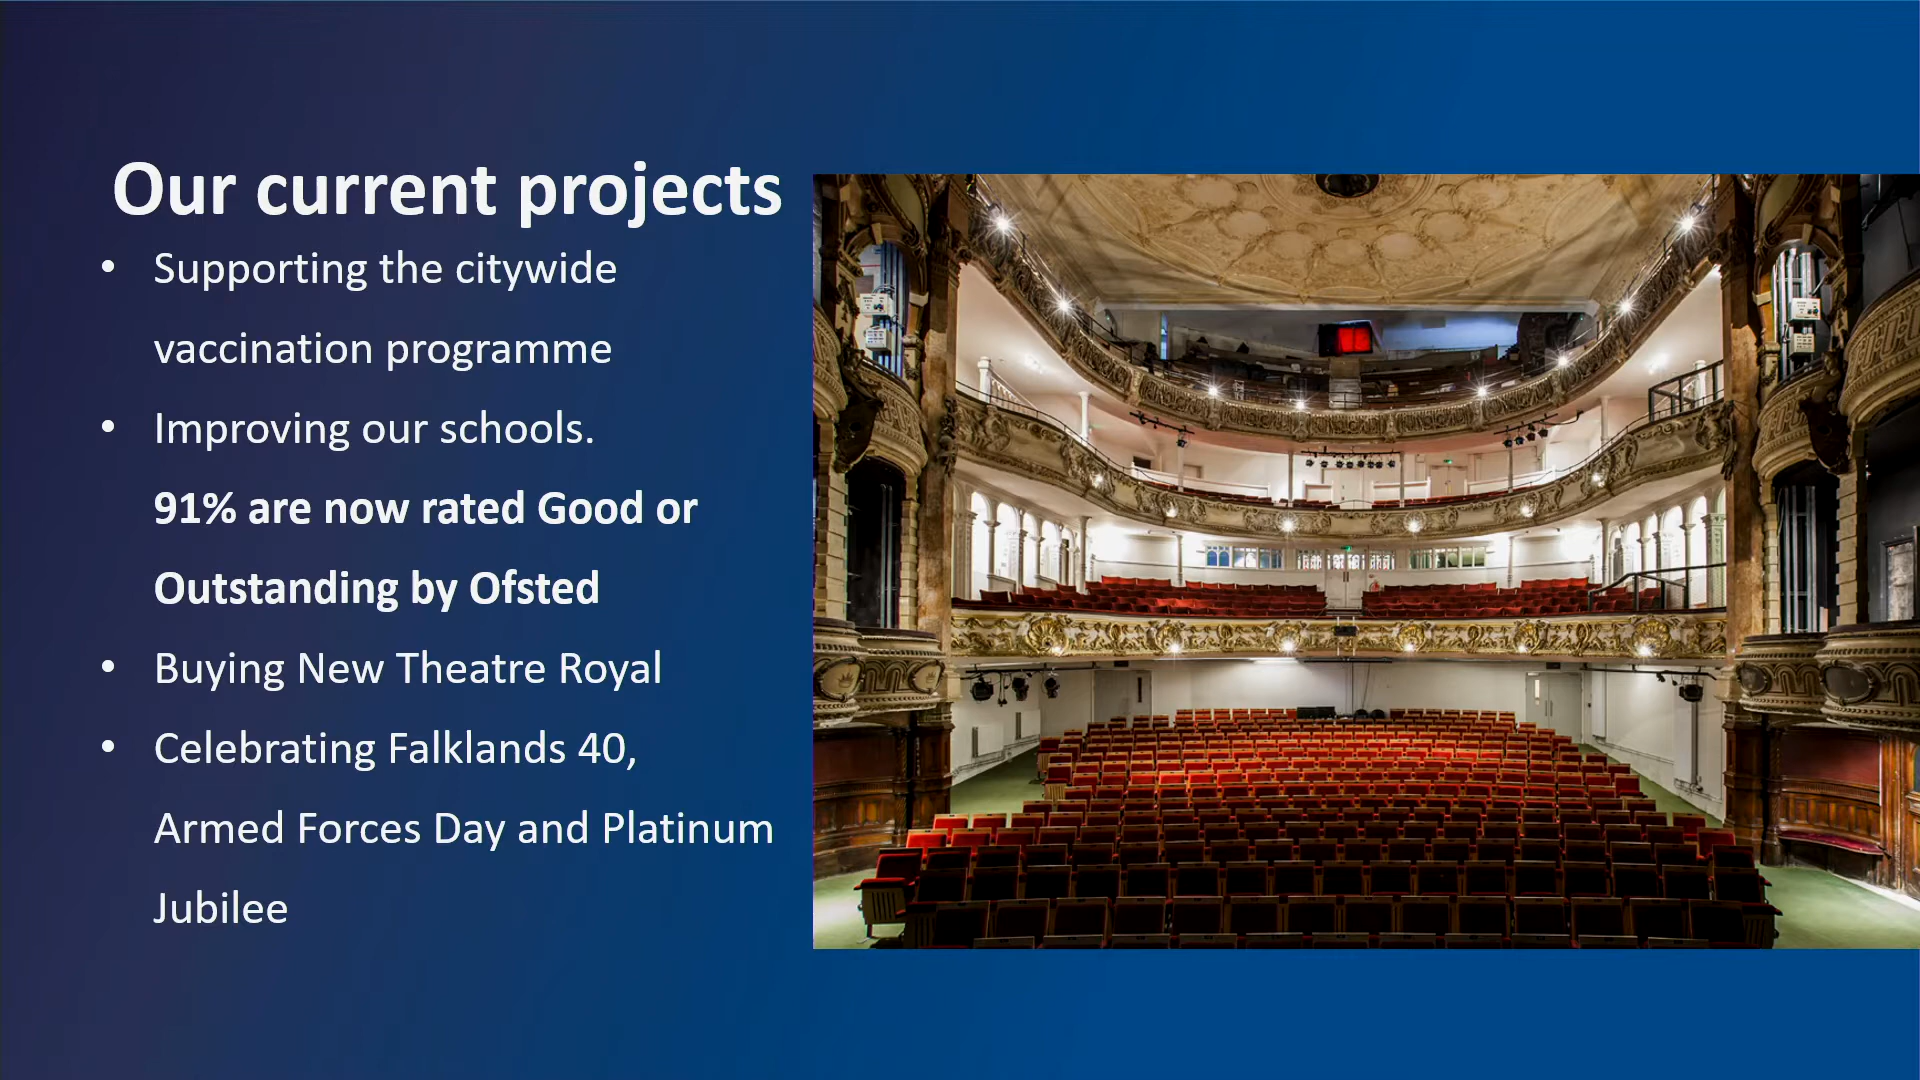 Our current projects
• Supporting the citywide
vaccination programme
• Improving our schools.
91% are now rated Good or
Outstanding by Ofsted
• Buying New Theatre Royal
• Celebrating Falklands 40,
Armed Forces Day and Platinum
Jubilee